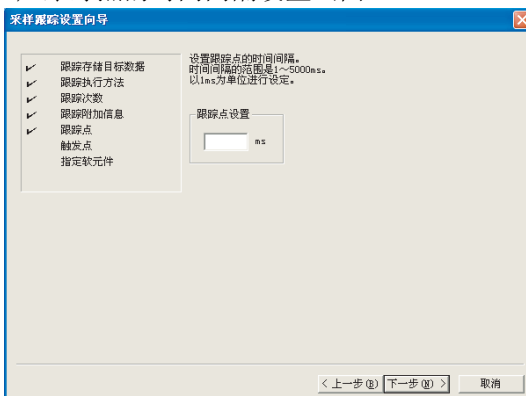 采样跟踪设置向导
跟踪存储目标数据
跟踪执行方法
跟踪次数
跟踪附加信息
跟踪点
触发点
指定软元件
设置跟踪点的时间间隔。
时间间隔的范围是1～5000ms。
以1ms为单位进行设定。
跟踪点设置
ms
< 上一步(B)
下一步(N) >
取消